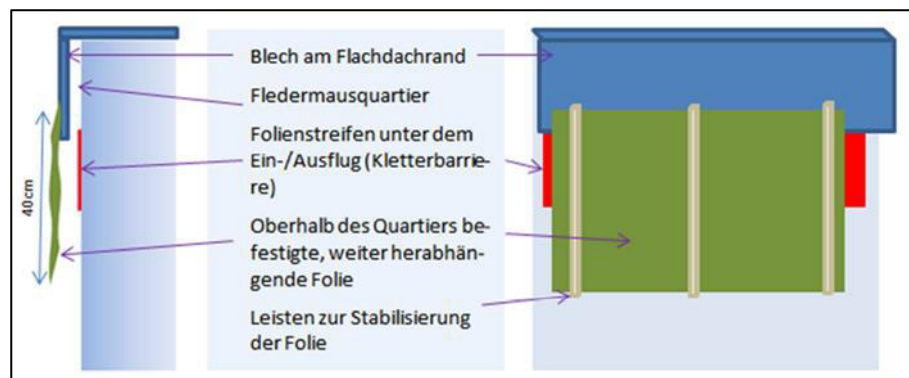 Blech am Flachdachrand
Fledermausquartier
Folienstreifen unter dem
Ein-/Ausflug (Kletterbarrie-
re)
40cm
Oberhalb des Quartiers be-
festigte, weiter herabhän-
gende Folie
Leisten zur Stabilisierung
der Folie